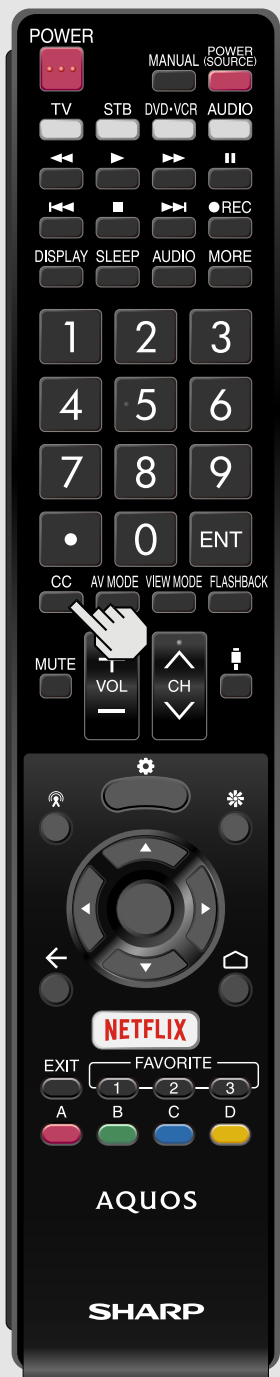 POWER
MANUAL POWER (SOURCE)
TV STB DVD•VCR AUDIO
●REC
DISPLAY SLEEP AUDIO MORE
1 2 3
4 5 6
7 8 9
• 0 ENT
CC AV MODE VIEW MODE FLASHBACK
MUTE + VOL − CH
NETFLIX
EXIT FAVORITE
1 2 3
A B C D
AQUOS
SHARP